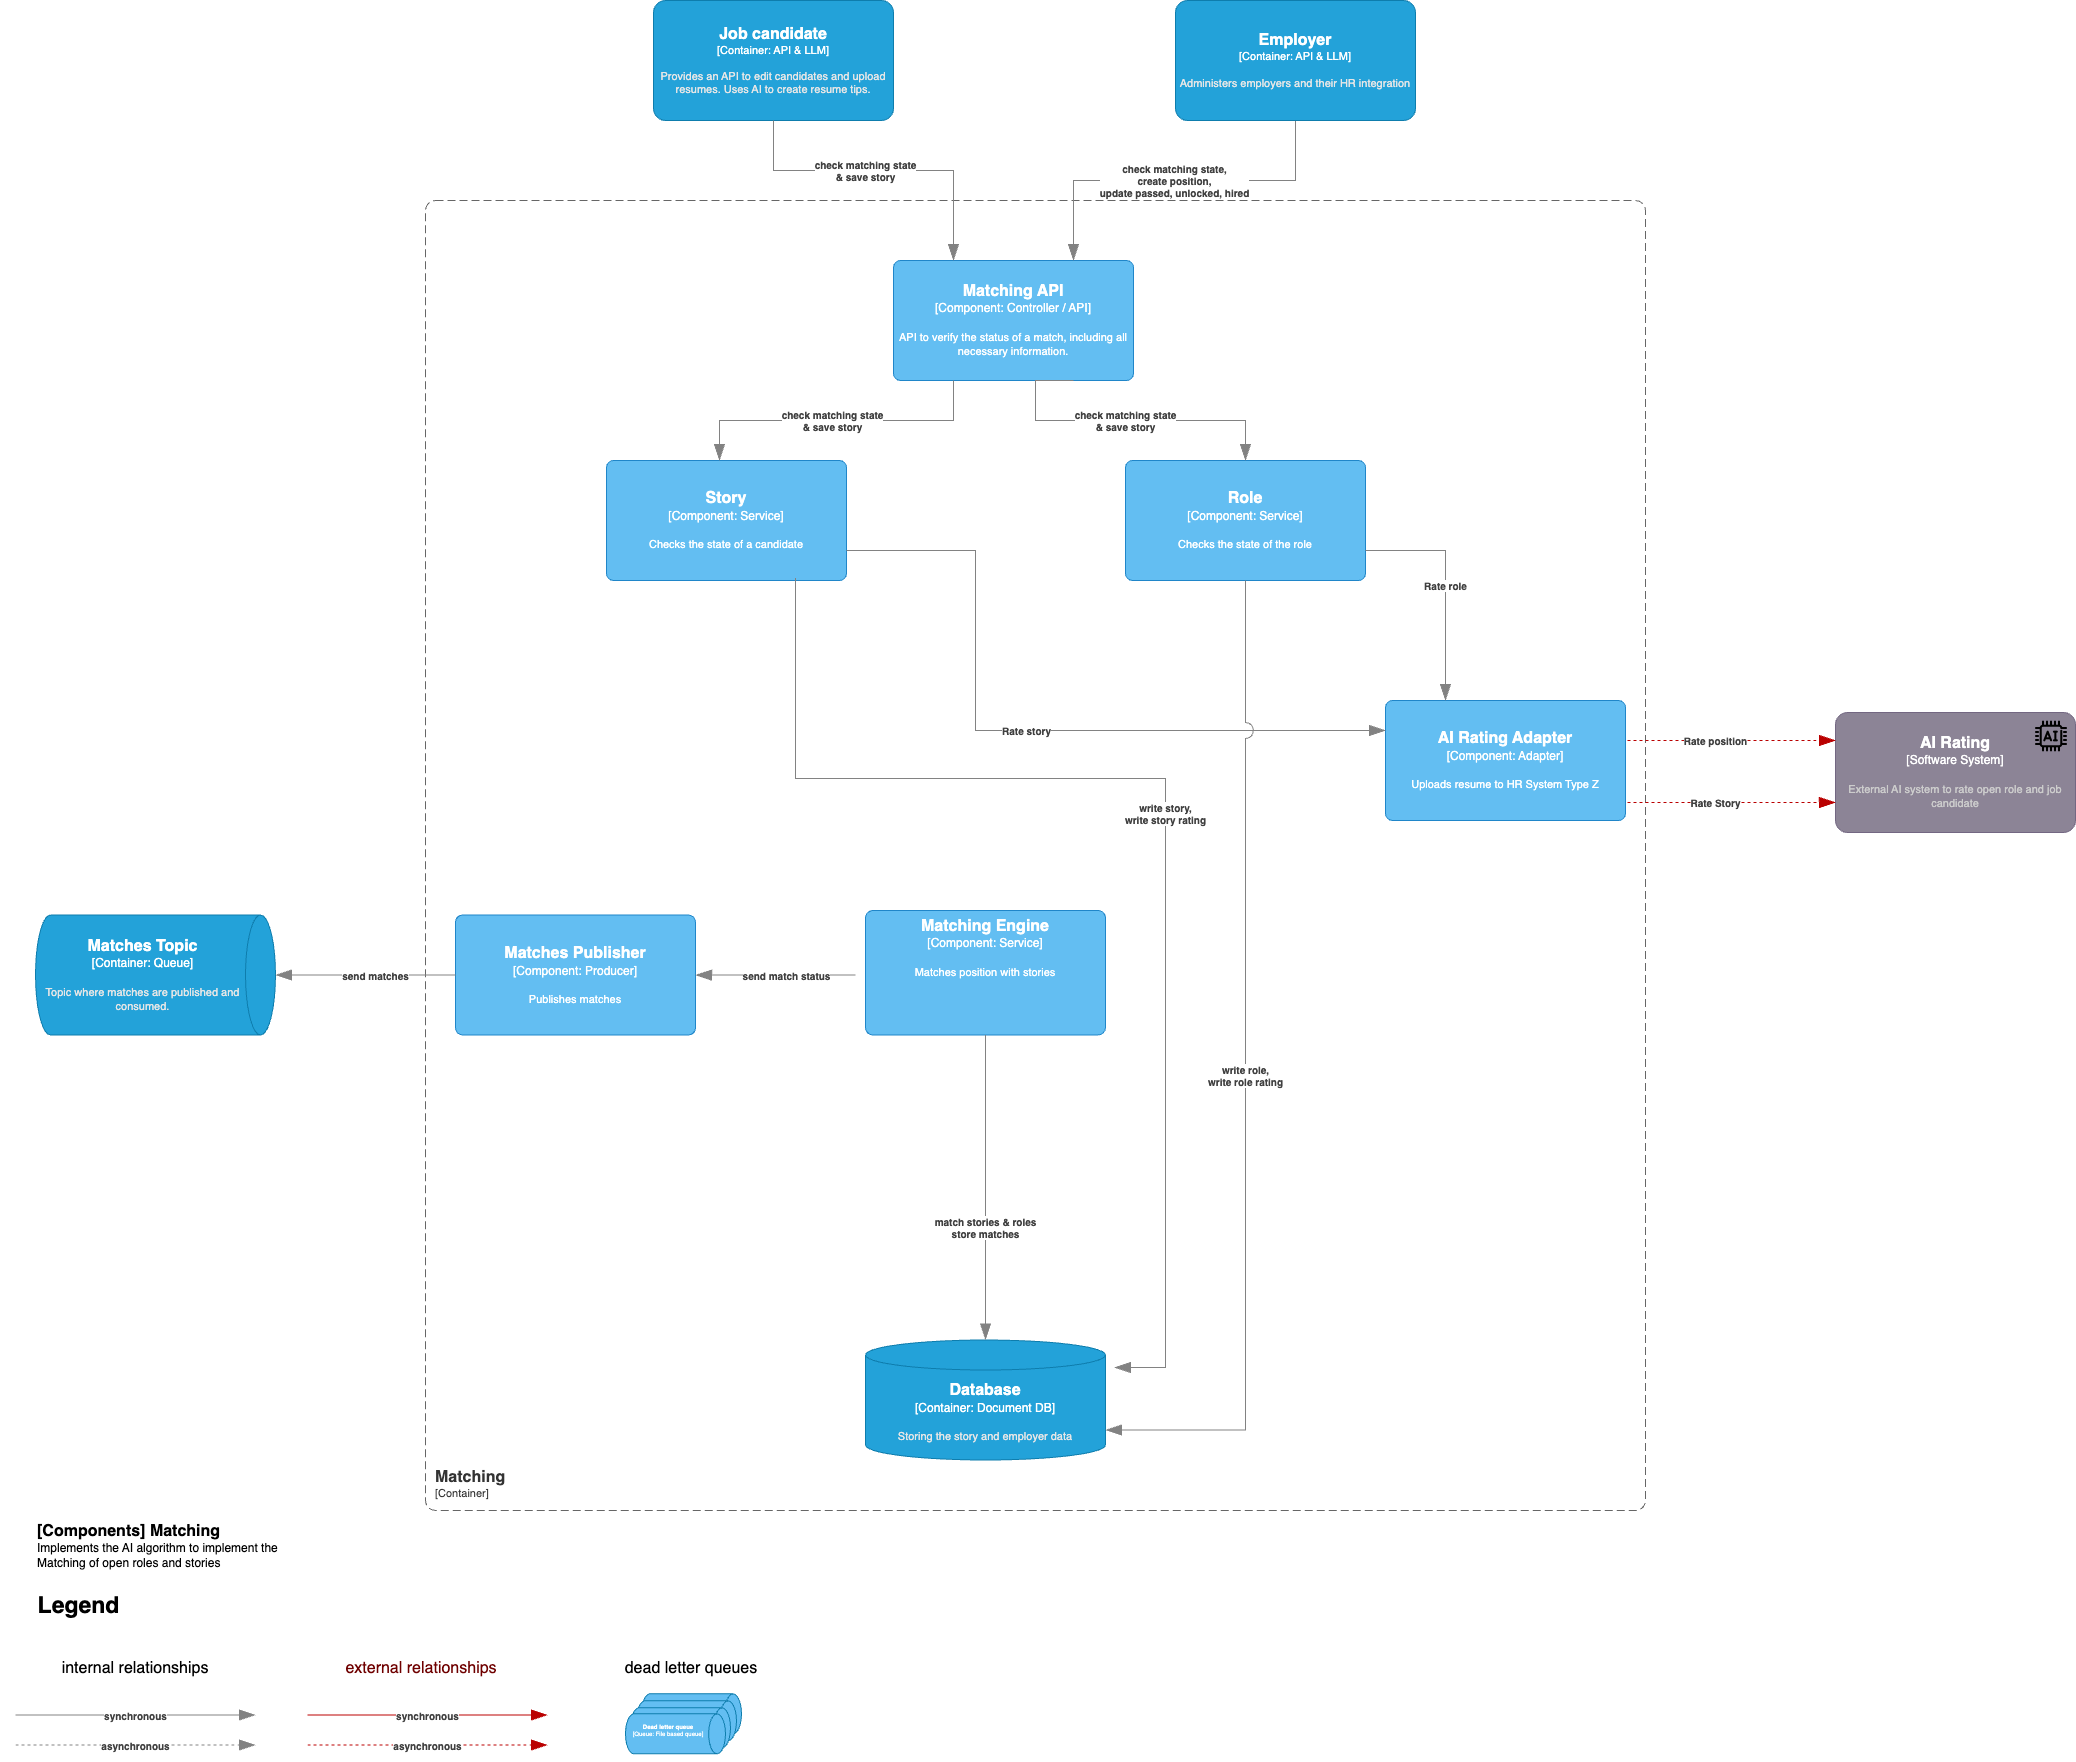 Job candidate
[Container: API & LLM]
Provides an API to edit candidates and upload
resumes. Uses AI to create resume tips.
Employer
[Container: API & LLM]
Administers employers and their HR integration
check matching state
& save story
check matching state,
create position,
update passed, unlocked, hired
Matching API
[Component: Controller / API]
API to verify the status of a match, including all
necessary information.
check matching state
& save story
check matching state
& save story
Story
[Component: Service]
Checks the state of a candidate
Role
[Component: Service]
Checks the state of the role
Rate role
Rate story
AI Rating Adapter
[Component: Adapter]
Uploads resume to HR System Type Z
Rate position
Rate Story
AI Rating
[Software System]
External AI system to rate open role and job
candidate
AI
write story,
write story rating
Matches Topic
[Container: Queue]
Topic where matches are published and
consumed.
send matches
Matches Publisher
[Component: Producer]
Publishes matches
send match status
Matching Engine
[Component: Service]
Matches position with stories
write role,
write role rating
match stories & roles
store matches
Database
[Container: Document DB]
Storing the story and employer data
Matching
[Container]
[Components] Matching
Implements the AI algorithm to implement the
Matching of open roles and stories
Legend
internal relationships
synchronous
asynchronous
external relationships
synchronous
asynchronous
dead letter queues
Dead letter queue
[Queue: File based queue]